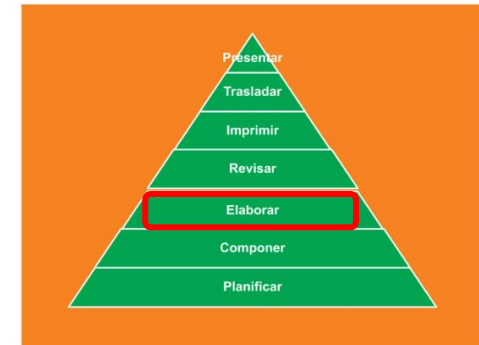 Presentar
Trasladar
Imprimir
Revisar
Elaborar
Componer
Planificar